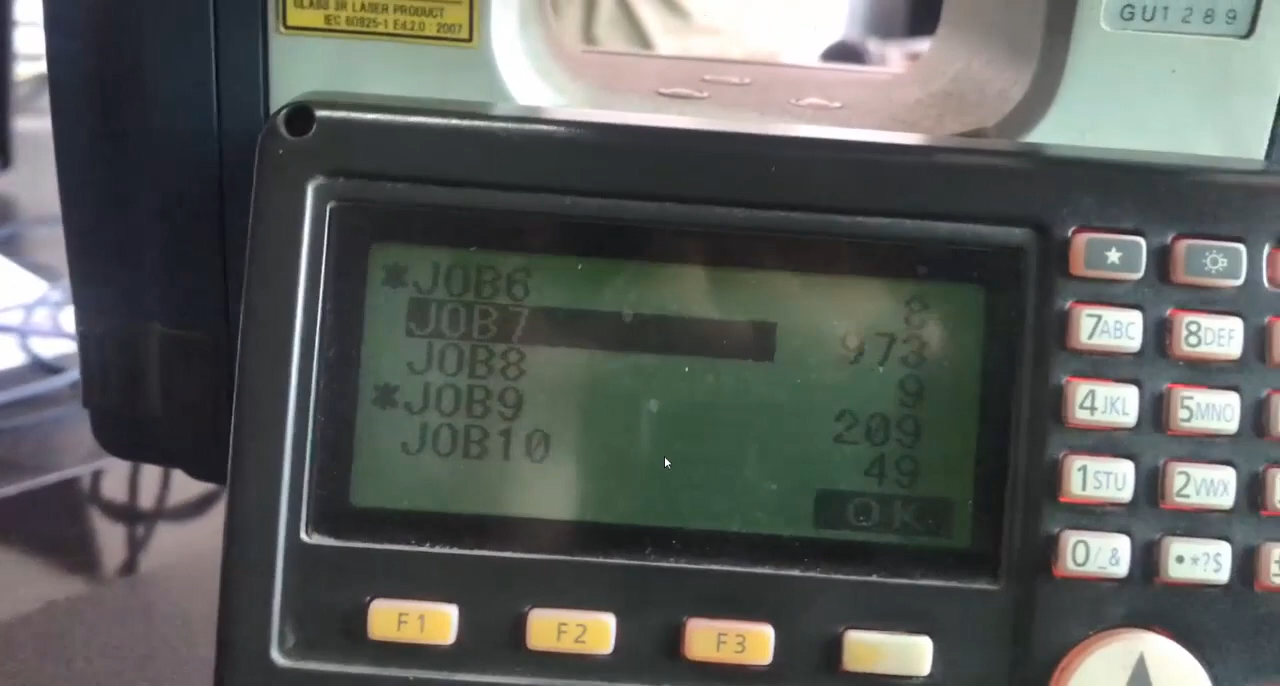 CLASS 3R LASER PRODUCT
IEC 60825-1 Ed.2.0 : 2007
GU1289
*JOB6
JOB7 973
JOB8 9
*JOB9 209
JOB10 49
OK
★
7ABC 8DEF
4JKL 5MNO
1STU 2VWX
0/_& •*?$
F1 F2 F3